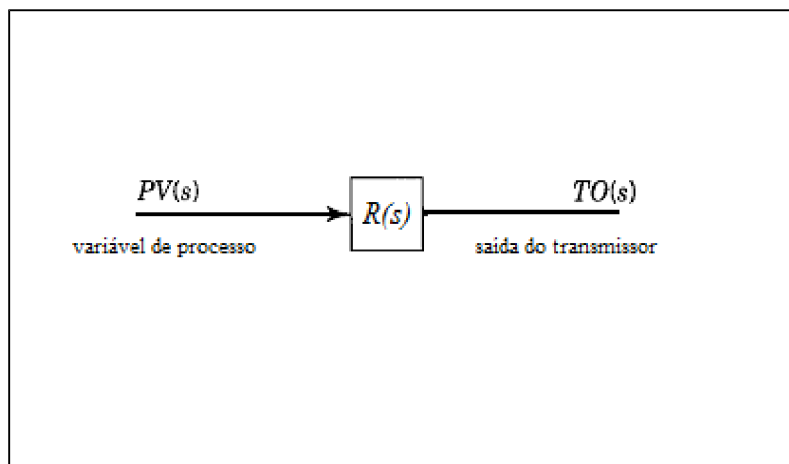 PV(s)
R(s)
TO(s)
variável de processo
saida do transmissor